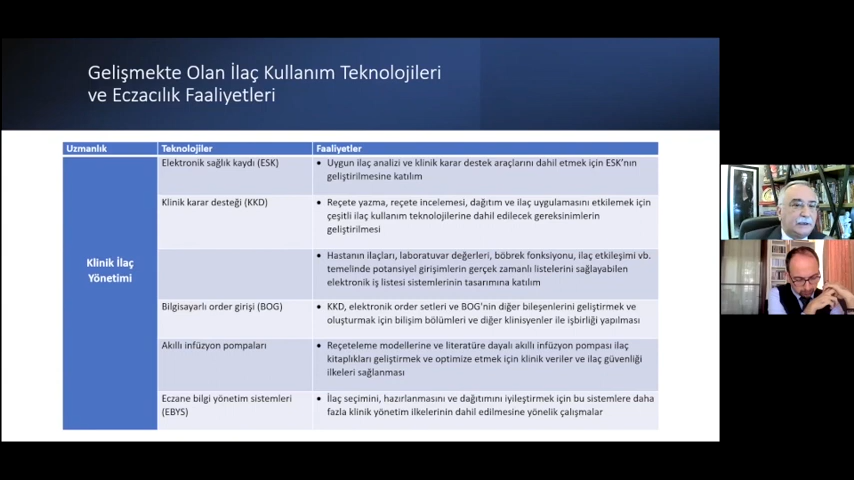 Gelişmekte Olan İlaç Kullanım Teknolojileri
ve Eczacılık Faaliyetleri
Uzmanlık Teknolojiler Faaliyetler
Klinik İlaç
Yönetimi
Elektronik sağlık kaydı (ESK)
• Uygun ilaç analizi ve klinik karar destek araçlarını dahil etmek için ESK'nın
geliştirilmesine katılım
Klinik karar desteği (KKD)
• Reçete yazma, reçete incelemesi, dağıtım ve ilaç uygulamasını etkilemek için
çeşitli ilaç kullanım teknolojilerine dahil edilecek gereksinimlerin
geliştirilmesi
• Hastanın ilaçları, laboratuvar değerleri, böbrek fonksiyonu, ilaç etkileşimi vb.
temelinde potansiyel girişimlerin gerçek zamanlı listelerini sağlayabilen
elektronik iş listesi sistemlerinin tasarımına katılım
Bilgisayarlı order girişi (BOG)
• KKD, elektronik order setleri ve BOG'nin diğer bileşenlerini geliştirmek ve
oluşturmak için bilişim bölümleri ve diğer klinisyenler ile işbirliği yapılması
Akıllı infüzyon pompaları
• Reçeteleme modellerine ve literatüre dayalı akıllı infüzyon pompası ilaç
kitaplıkları geliştirmek ve optimize etmek için klinik veriler ve ilaç güvenliği
ilkeleri sağlanması
Eczane bilgi yönetim sistemleri
(EBYS)
• İlaç seçimini, hazırlanmasını ve dağıtımını iyileştirmek için bu sistemlere daha
fazla klinik yönetim ilkelerinin dahil edilmesine yönelik çalışmalar